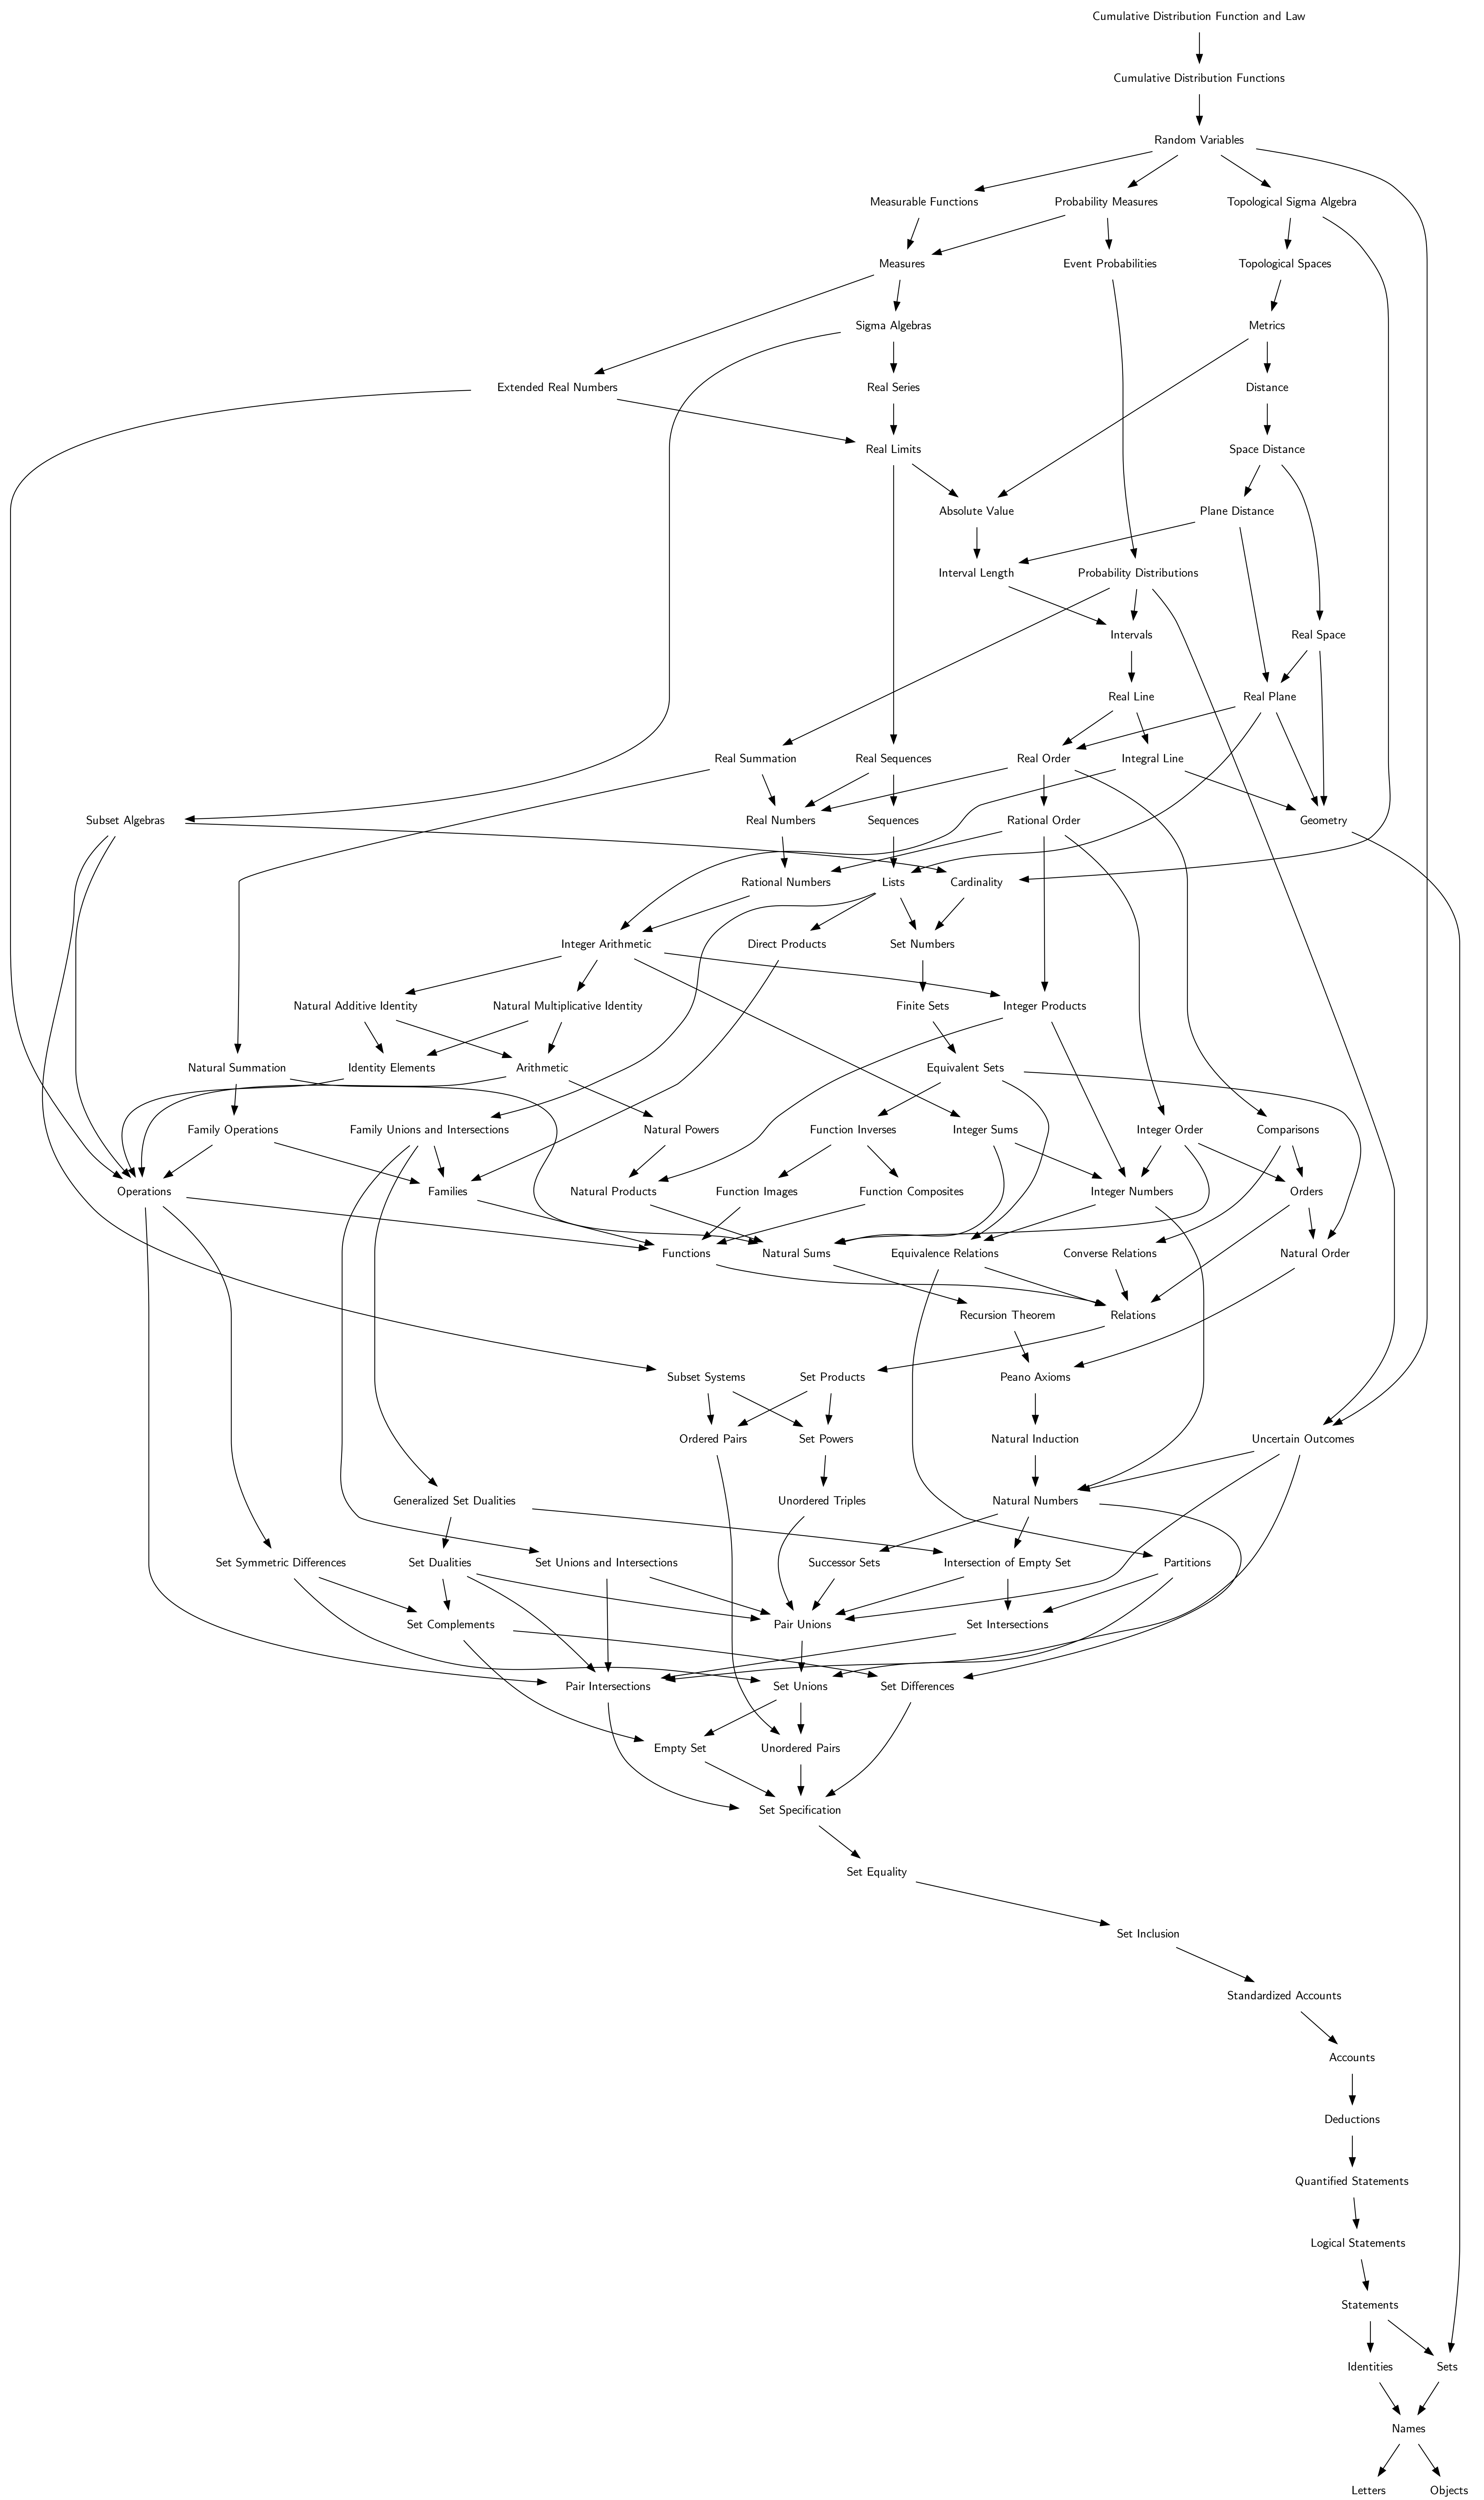 Cumulative Distribution Function and Law
Cumulative Distribution Functions
Random Variables
Measurable Functions
Probability Measures
Topological Sigma Algebra
Measures
Event Probabilities
Topological Spaces
Sigma Algebras
Metrics
Extended Real Numbers
Real Series
Distance
Real Limits
Space Distance
Absolute Value
Plane Distance
Interval Length
Probability Distributions
Intervals
Real Space
Real Line
Real Plane
Real Summation
Real Sequences
Real Order
Integral Line
Subset Algebras
Real Numbers
Sequences
Rational Order
Geometry
Rational Numbers
Lists
Cardinality
Integer Arithmetic
Direct Products
Set Numbers
Natural Additive Identity
Natural Multiplicative Identity
Finite Sets
Integer Products
Natural Summation
Identity Elements
Arithmetic
Equivalent Sets
Family Operations
Family Unions and Intersections
Natural Powers
Function Inverses
Integer Sums
Integer Order
Comparisons
Operations
Families
Natural Products
Function Images
Function Composites
Integer Numbers
Orders
Functions
Natural Sums
Equivalence Relations
Converse Relations
Natural Order
Recursion Theorem
Relations
Subset Systems
Set Products
Peano Axioms
Ordered Pairs
Set Powers
Natural Induction
Uncertain Outcomes
Generalized Set Dualities
Unordered Triples
Natural Numbers
Set Symmetric Differences
Set Dualities
Set Unions and Intersections
Successor Sets
Intersection of Empty Set
Partitions
Set Complements
Pair Unions
Set Intersections
Pair Intersections
Set Unions
Set Differences
Empty Set
Unordered Pairs
Set Specification
Set Equality
Set Inclusion
Standardized Accounts
Accounts
Deductions
Quantified Statements
Logical Statements
Statements
Identities
Sets
Names
Letters
Objects